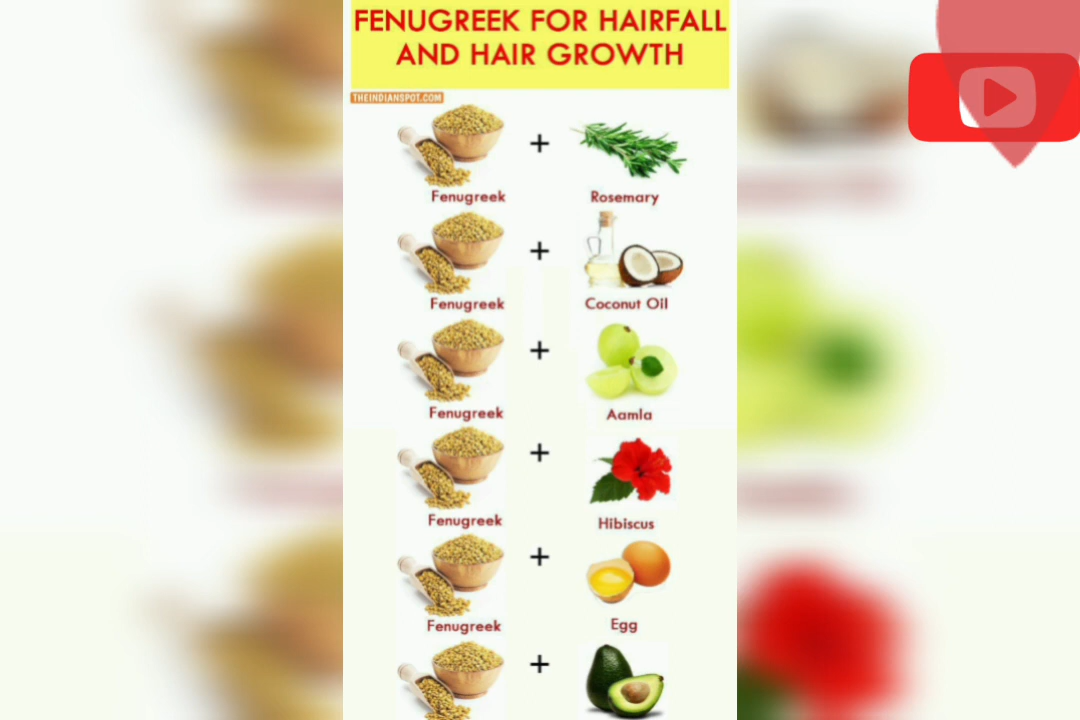 FENUGREEK FOR HAIRFALL
AND HAIR GROWTH
THEINDIANSPOT.COM
+
Fenugreek Rosemary
+
Fenugreek Coconut Oil
+
Fenugreek Aamla
+
Fenugreek Hibiscus
+
Fenugreek Egg
+